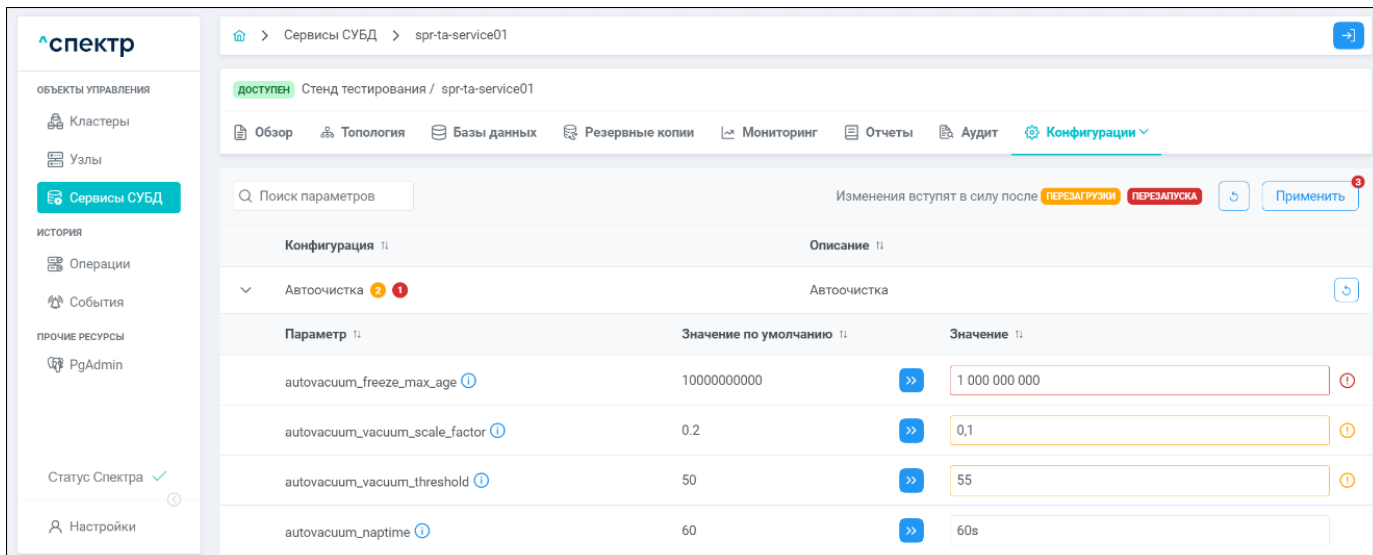 ^спектр
ОБЪЕКТЫ УПРАВЛЕНИЯ
Кластеры
Узлы
Сервисы СУБД
ИСТОРИЯ
Операции
События
ПРОЧИЕ РЕСУРСЫ
PgAdmin
Статус Спектра
Настройки
> Сервисы СУБД > spr-ta-service01
ДОСТУПЕН Стенд тестирования / spr-ta-service01
Обзор Топология Базы данных Резервные копии Мониторинг Отчеты Аудит Конфигурации
Поиск параметров Изменения вступят в силу после ПЕРЕЗАГРУЗКИ ПЕРЕЗАПУСКА Применить 3
Конфигурация Описание
Автоочистка 2 1 Автоочистка
Параметр Значение по умолчанию Значение
autovacuum_freeze_max_age 10000000000 1 000 000 000
autovacuum_vacuum_scale_factor 0.2 0,1
autovacuum_vacuum_threshold 50 55
autovacuum_naptime 60 60s